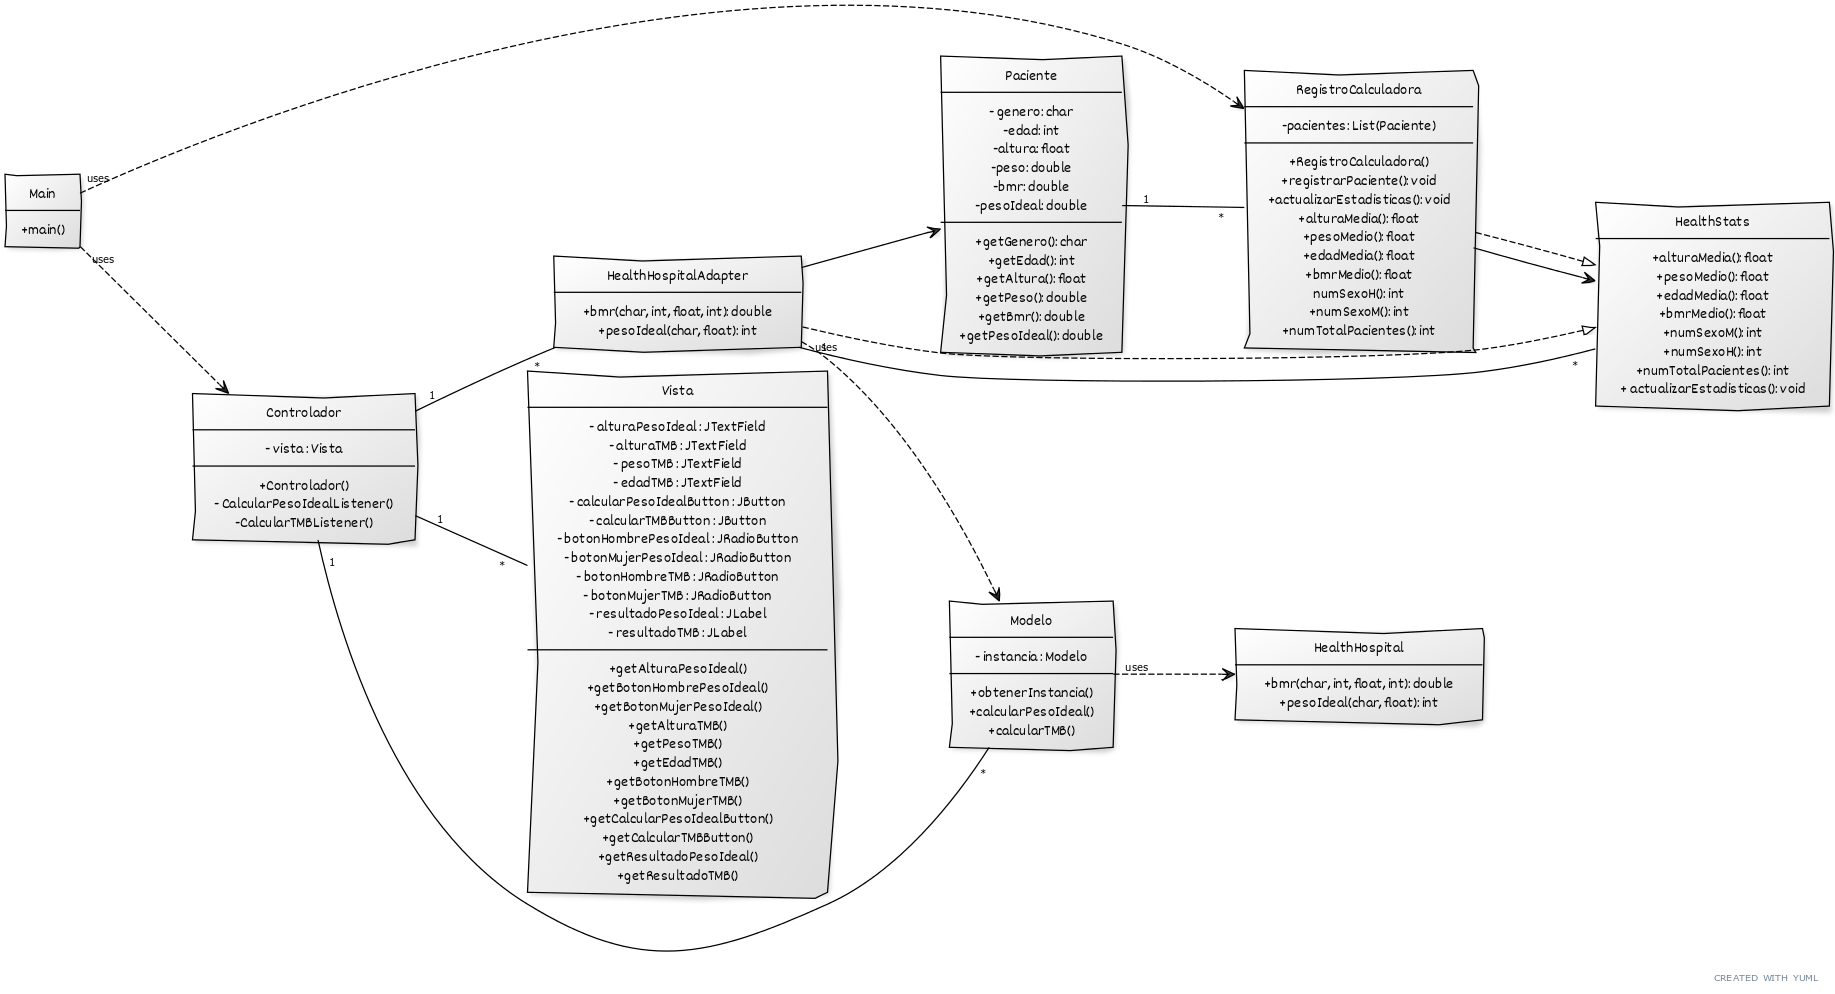 Main
+main()
uses
uses
Controlador
- vista : Vista
+Controlador()
- CalcularPesoIdealListener()
-CalcularTMBListener()
1
*
1
*
1
*
HealthHospitalAdapter
+bmr(char, int, float, int): double
+pesoIdeal(char, float): int
uses
1
*
Vista
- alturaPesoIdeal : JTextField
- alturaTMB : JTextField
- pesoTMB : JTextField
- edadTMB : JTextField
- calcularPesoIdealButton : JButton
- calcularTMBButton : JButton
- botonHombrePesoIdeal : JRadioButton
- botonMujerPesoIdeal : JRadioButton
- botonHombreTMB : JRadioButton
- botonMujerTMB : JRadioButton
- resultadoPesoIdeal : JLabel
- resultadoTMB : JLabel
+getAlturaPesoIdeal()
+getBotonHombrePesoIdeal()
+getBotonMujerPesoIdeal()
+getAlturaTMB()
+getPesoTMB()
+getEdadTMB()
+getBotonHombreTMB()
+getBotonMujerTMB()
+getCalcularPesoIdealButton()
+getCalcularTMBButton()
+getResultadoPesoIdeal()
+getResultadoTMB()
Paciente
- genero: char
-edad: int
-altura: float
-peso: double
-bmr: double
-pesoIdeal: double
+getGenero(): char
+getEdad(): int
+getAltura(): float
+getPeso(): double
+getBmr(): double
+getPesoIdeal(): double
1
*
RegistroCalculadora
-pacientes: List(Paciente)
+RegistroCalculadora()
+registrarPaciente(): void
+actualizarEstadisticas(): void
+alturaMedia(): float
+pesoMedio(): float
+edadMedia(): float
+bmrMedio(): float
numSexoH(): int
+numSexoM(): int
+numTotalPacientes(): int
HealthStats
+alturaMedia(): float
+pesoMedio(): float
+edadMedia(): float
+bmrMedio(): float
+numSexoM(): int
+numSexoH(): int
+numTotalPacientes(): int
+ actualizarEstadisticas(): void
Modelo
- instancia : Modelo
+obtenerInstancia()
+calcularPesoIdeal()
+calcularTMB()
uses
HealthHospital
+bmr(char, int, float, int): double
+pesoIdeal(char, float): int
CREATED WITH YUML